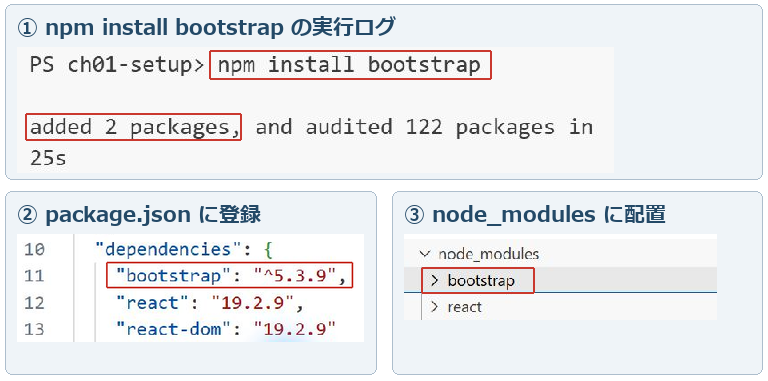 ① npm install bootstrap の実行ログ
PS ch01-setup> npm install bootstrap
added 2 packages, and audited 122 packages in
25s
② package.json に登録
10 "dependencies": {
11 "bootstrap": "^5.3.9",
12 "react": "19.2.9",
13 "react-dom": "19.2.9"
③ node_modules に配置
node_modules
bootstrap
react